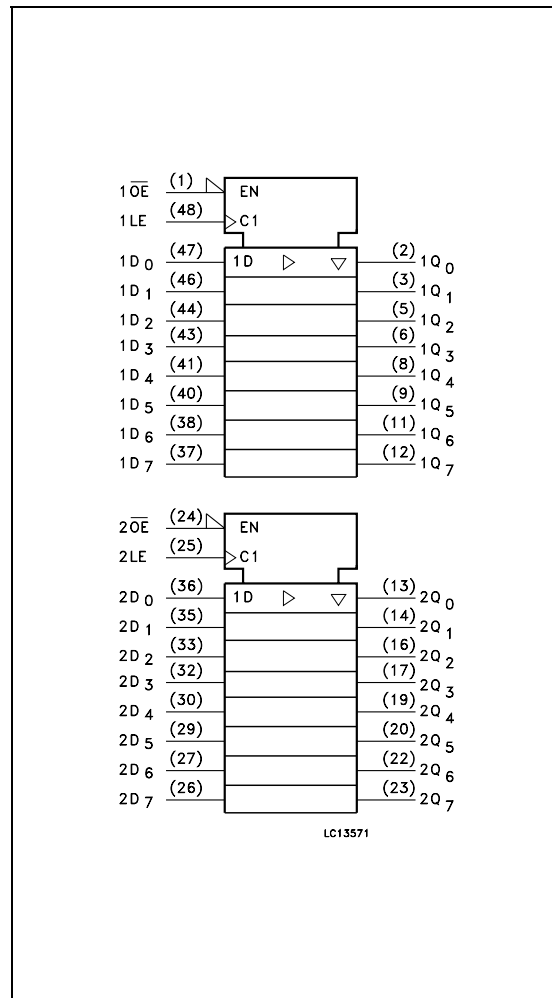 1O̅E̅ (1) EN
1LE (48) C1
1D0 (47) 1D (2) 1Q0
1D1 (46) (3) 1Q1
1D2 (44) (5) 1Q2
1D3 (43) (6) 1Q3
1D4 (41) (8) 1Q4
1D5 (40) (9) 1Q5
1D6 (38) (11) 1Q6
1D7 (37) (12) 1Q7
2O̅E̅ (24) EN
2LE (25) C1
2D0 (36) 1D (13) 2Q0
2D1 (35) (14) 2Q1
2D2 (33) (16) 2Q2
2D3 (32) (17) 2Q3
2D4 (30) (19) 2Q4
2D5 (29) (20) 2Q5
2D6 (27) (22) 2Q6
2D7 (26) (23) 2Q7
LC13571